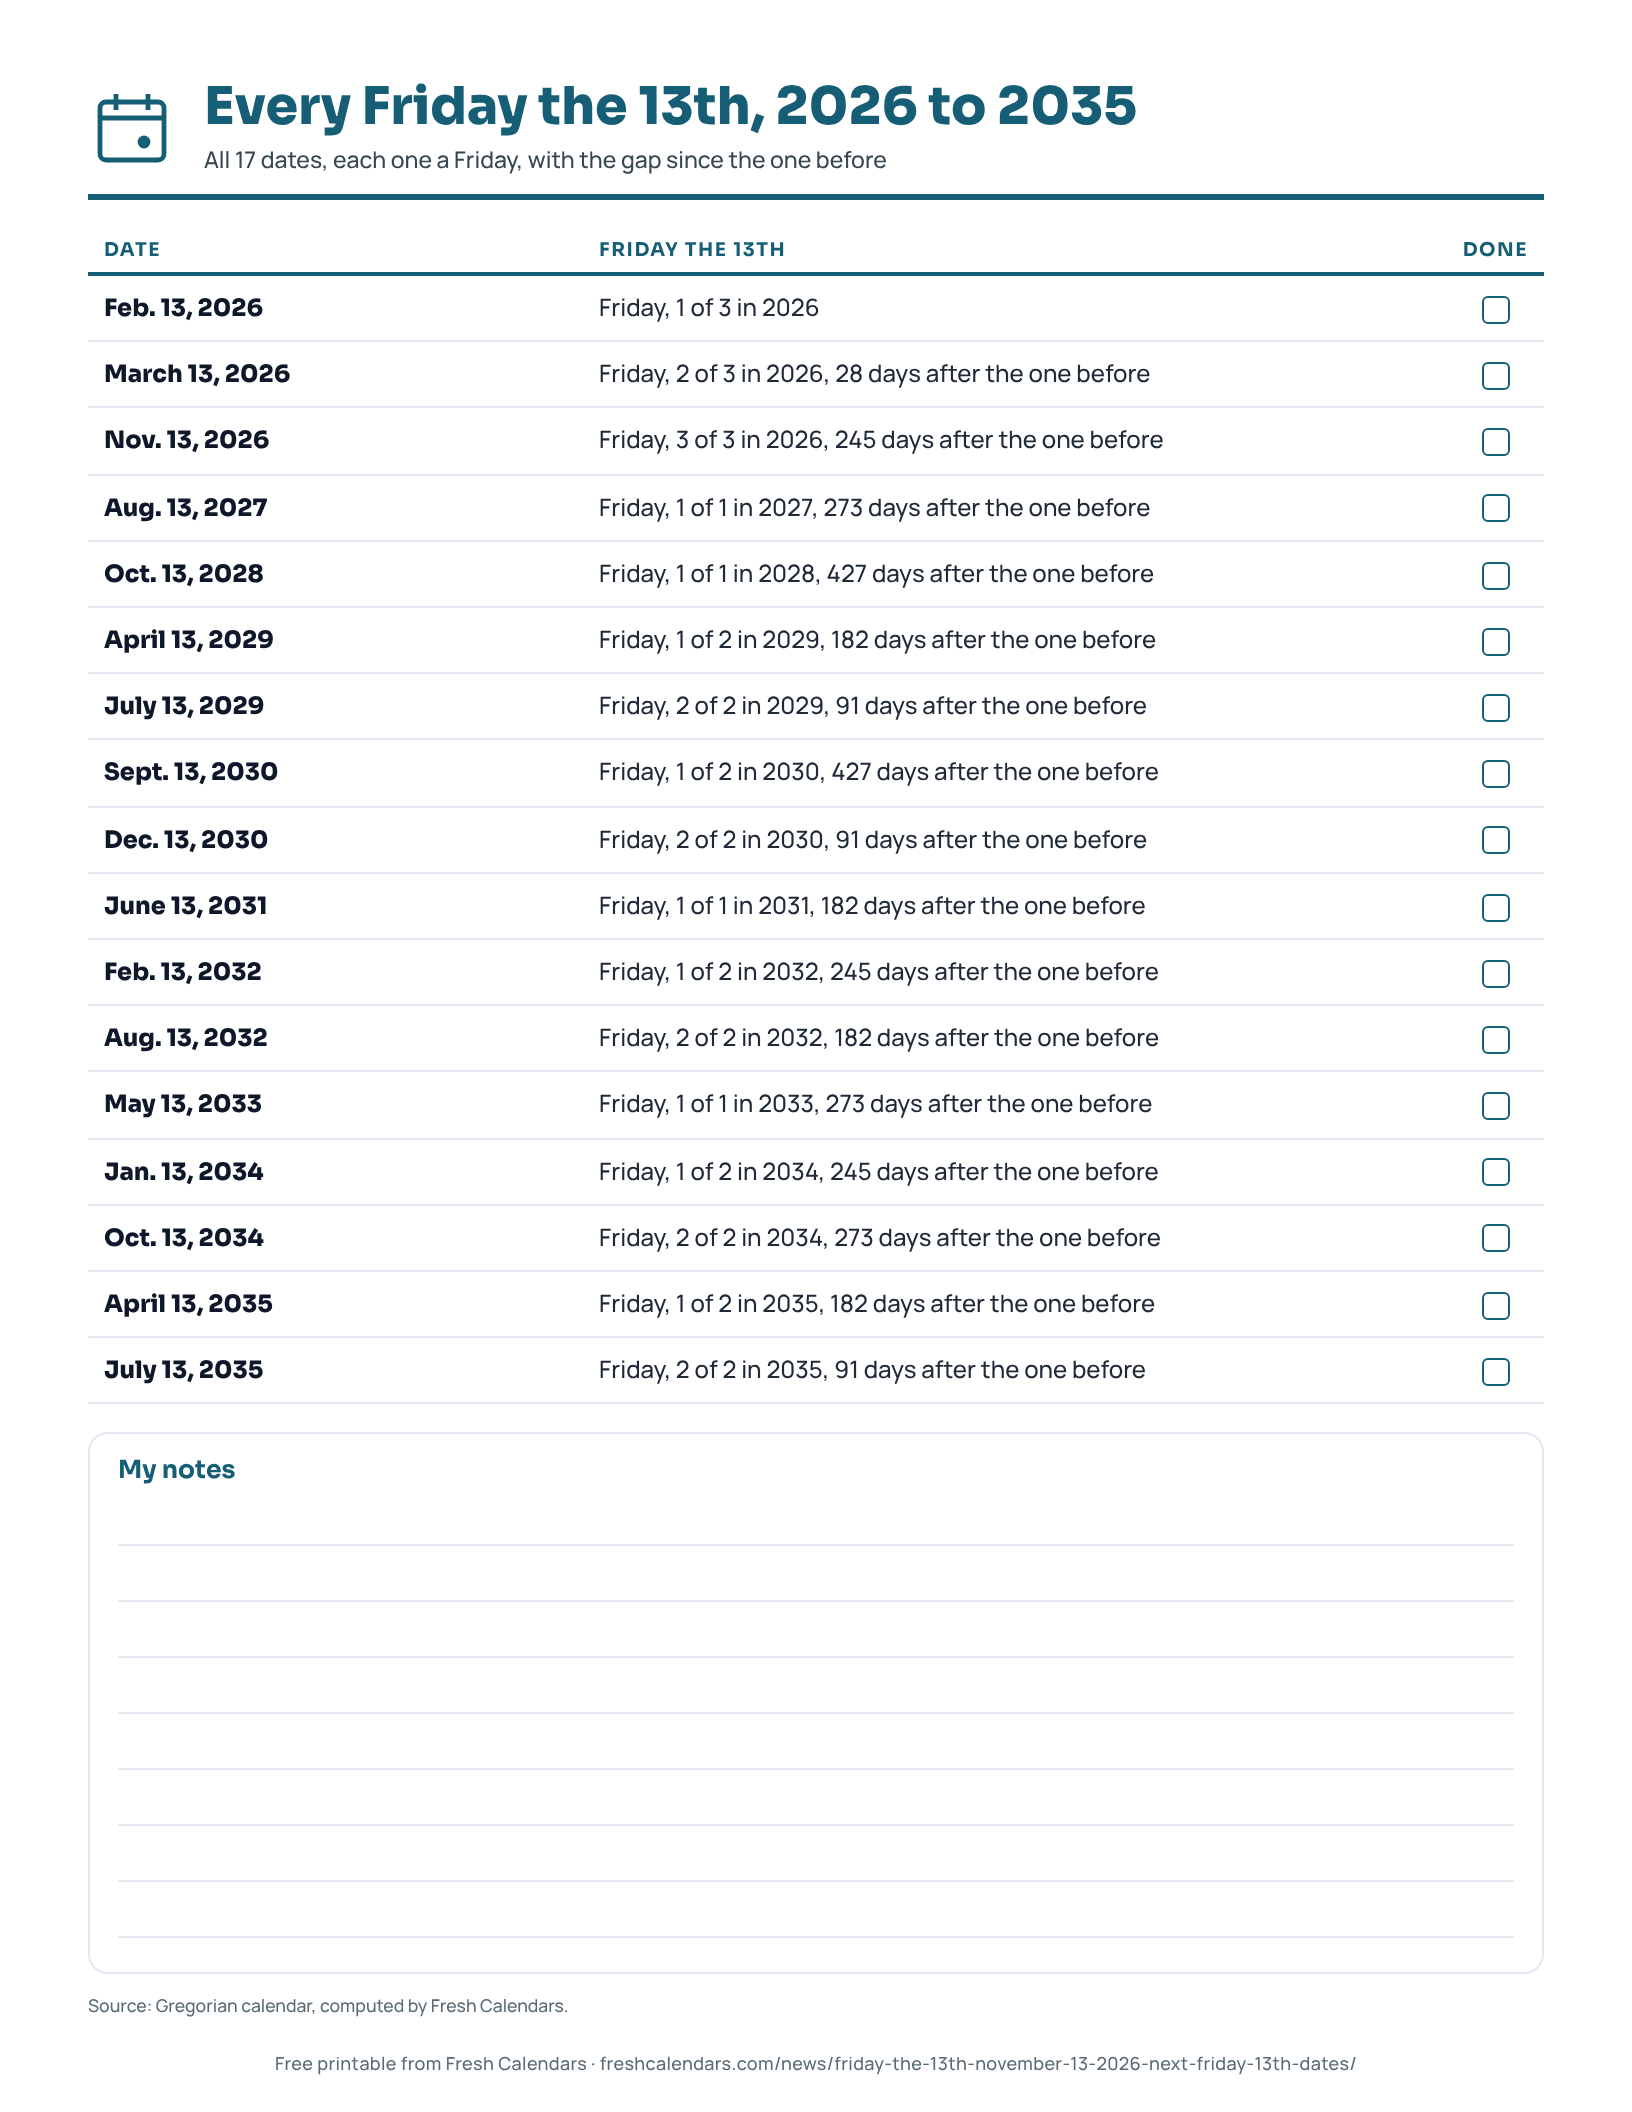 Every Friday the 13th, 2026 to 2035
All 17 dates, each one a Friday, with the gap since the one before
DATE FRIDAY THE 13TH DONE
Feb. 13, 2026 Friday, 1 of 3 in 2026
March 13, 2026 Friday, 2 of 3 in 2026, 28 days after the one before
Nov. 13, 2026 Friday, 3 of 3 in 2026, 245 days after the one before
Aug. 13, 2027 Friday, 1 of 1 in 2027, 273 days after the one before
Oct. 13, 2028 Friday, 1 of 1 in 2028, 427 days after the one before
April 13, 2029 Friday, 1 of 2 in 2029, 182 days after the one before
July 13, 2029 Friday, 2 of 2 in 2029, 91 days after the one before
Sept. 13, 2030 Friday, 1 of 2 in 2030, 427 days after the one before
Dec. 13, 2030 Friday, 2 of 2 in 2030, 91 days after the one before
June 13, 2031 Friday, 1 of 1 in 2031, 182 days after the one before
Feb. 13, 2032 Friday, 1 of 2 in 2032, 245 days after the one before
Aug. 13, 2032 Friday, 2 of 2 in 2032, 182 days after the one before
May 13, 2033 Friday, 1 of 1 in 2033, 273 days after the one before
Jan. 13, 2034 Friday, 1 of 2 in 2034, 245 days after the one before
Oct. 13, 2034 Friday, 2 of 2 in 2034, 273 days after the one before
April 13, 2035 Friday, 1 of 2 in 2035, 182 days after the one before
July 13, 2035 Friday, 2 of 2 in 2035, 91 days after the one before
My notes
Source: Gregorian calendar, computed by Fresh Calendars.
Free printable from Fresh Calendars · freshcalendars.com/news/friday-the-13th-november-13-2026-next-friday-13th-dates/